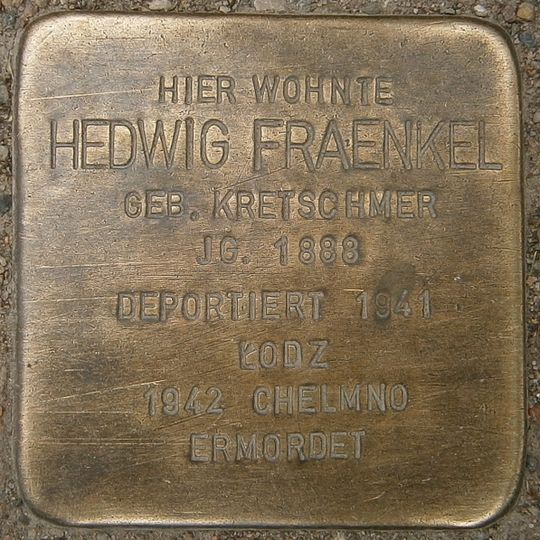 HIER WOHNTE
HEDWIG FRAENKEL
GEB. KRETSCHMER
JG. 1888
DEPORTIERT 1941
ŁODZ
1942 CHELMNO
ERMORDET